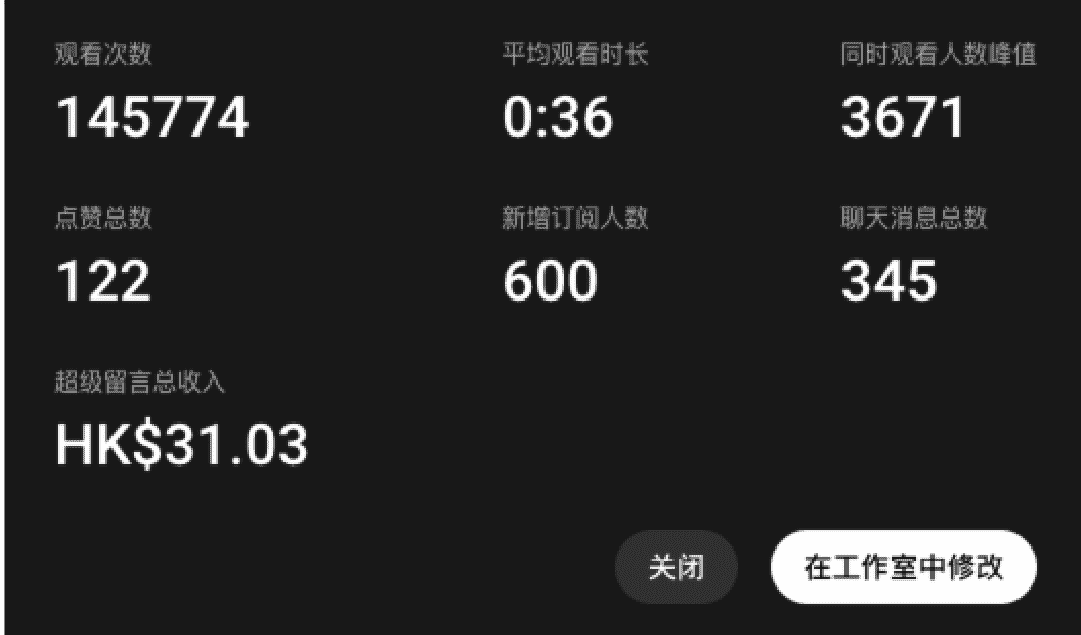 观看次数
平均观看时长
同时观看人数峰值
145774
0:36
3671
点赞总数
新增订阅人数
聊天消息总数
122
600
345
超级留言总收入
HK$31.03
关闭
在工作室中修改